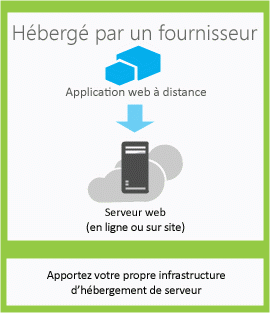 Hébergé par un fournisseur
Application web à distance
Serveur web
(en ligne ou sur site)
Apportez votre propre infrastructure
d'hébergement de serveur